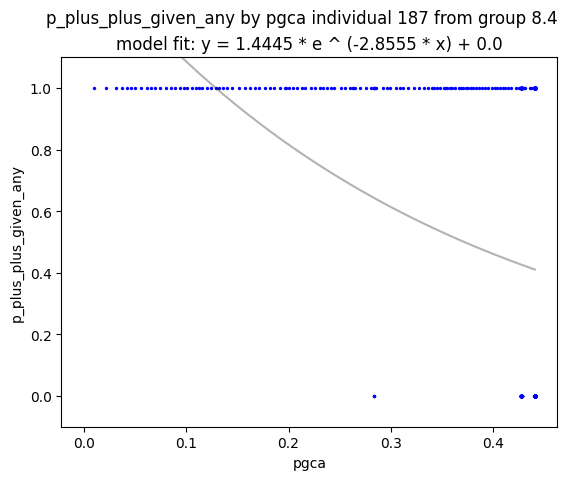 p_plus_plus_given_any by pgca individual 187 from group 8.4
model fit: y = 1.4445 * e ^ (-2.8555 * x) + 0.0
1.0
0.8
0.6
0.4
0.2
0.0
p_plus_plus_given_any
0.0 0.1 0.2 0.3 0.4
pgca